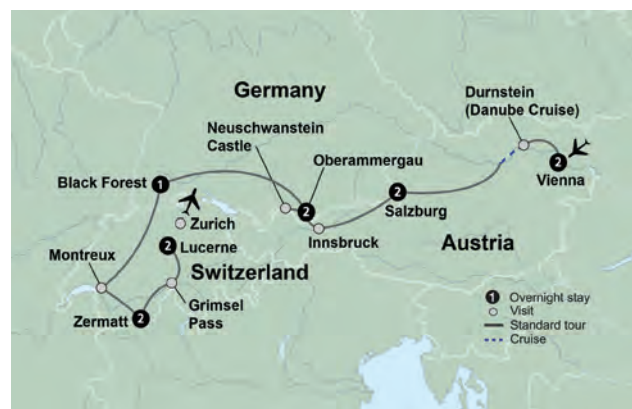 Germany
Durnstein
(Danube Cruise)
Neuschwanstein
Castle
Oberammergau
2
Vienna
Black Forest
1
2
2
Salzburg
Zurich
Innsbruck
Austria
2
Lucerne
Montreux
Switzerland
Grimsel
Pass
Zermatt
2
1 Overnight stay
Visit
Standard tour
Cruise